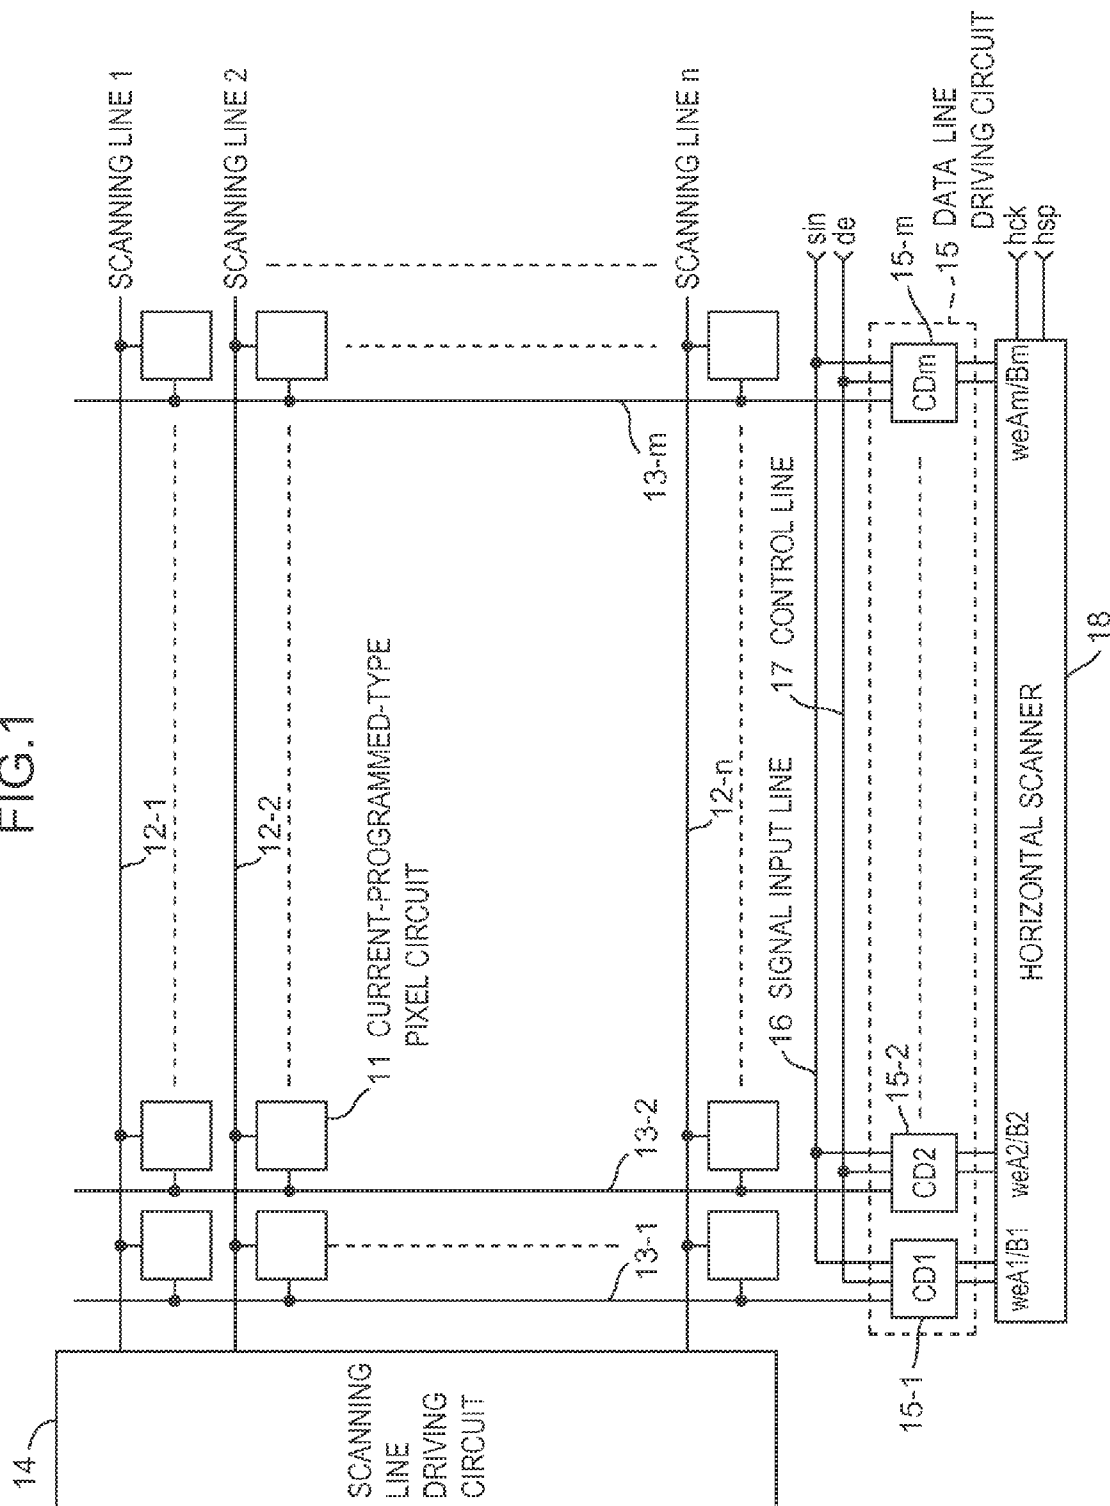 FIG.1
14
SCANNING
LINE
DRIVING
CIRCUIT
12-1
12-2
12-n
SCANNING LINE 1
SCANNING LINE 2
SCANNING LINE n
11 CURRENT-PROGRAMMED-TYPE
PIXEL CIRCUIT
13-1
13-2
13-m
16 SIGNAL INPUT LINE
17 CONTROL LINE
sin
de
15-1
15-2
15-m
15 DATA LINE
DRIVING CIRCUIT
CD1
CD2
CDm
weA1/B1
weA2/B2
weAm/Bm
hck
hsp
HORIZONTAL SCANNER
18